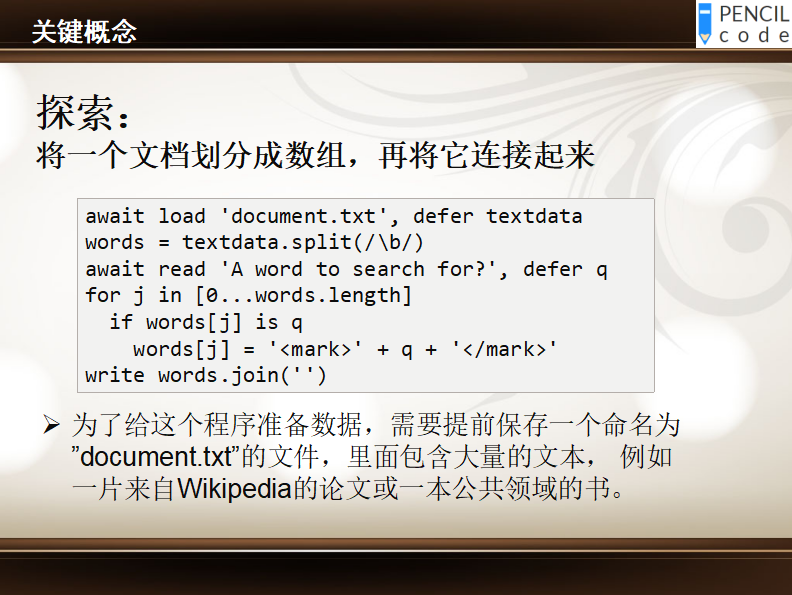 关键概念
PENCIL
code
探索：
将一个文档划分成数组，再将它连接起来
await load 'document.txt', defer textdata
words = textdata.split(/\b/)
await read 'A word to search for?', defer q
for j in [0...words.length]
  if words[j] is q
    words[j] = '<mark>' + q + '</mark>'
write words.join('')
➢ 为了给这个程序准备数据，需要提前保存一个命名为
”document.txt”的文件，里面包含大量的文本， 例如
一片来自Wikipedia的论文或一本公共领域的书。